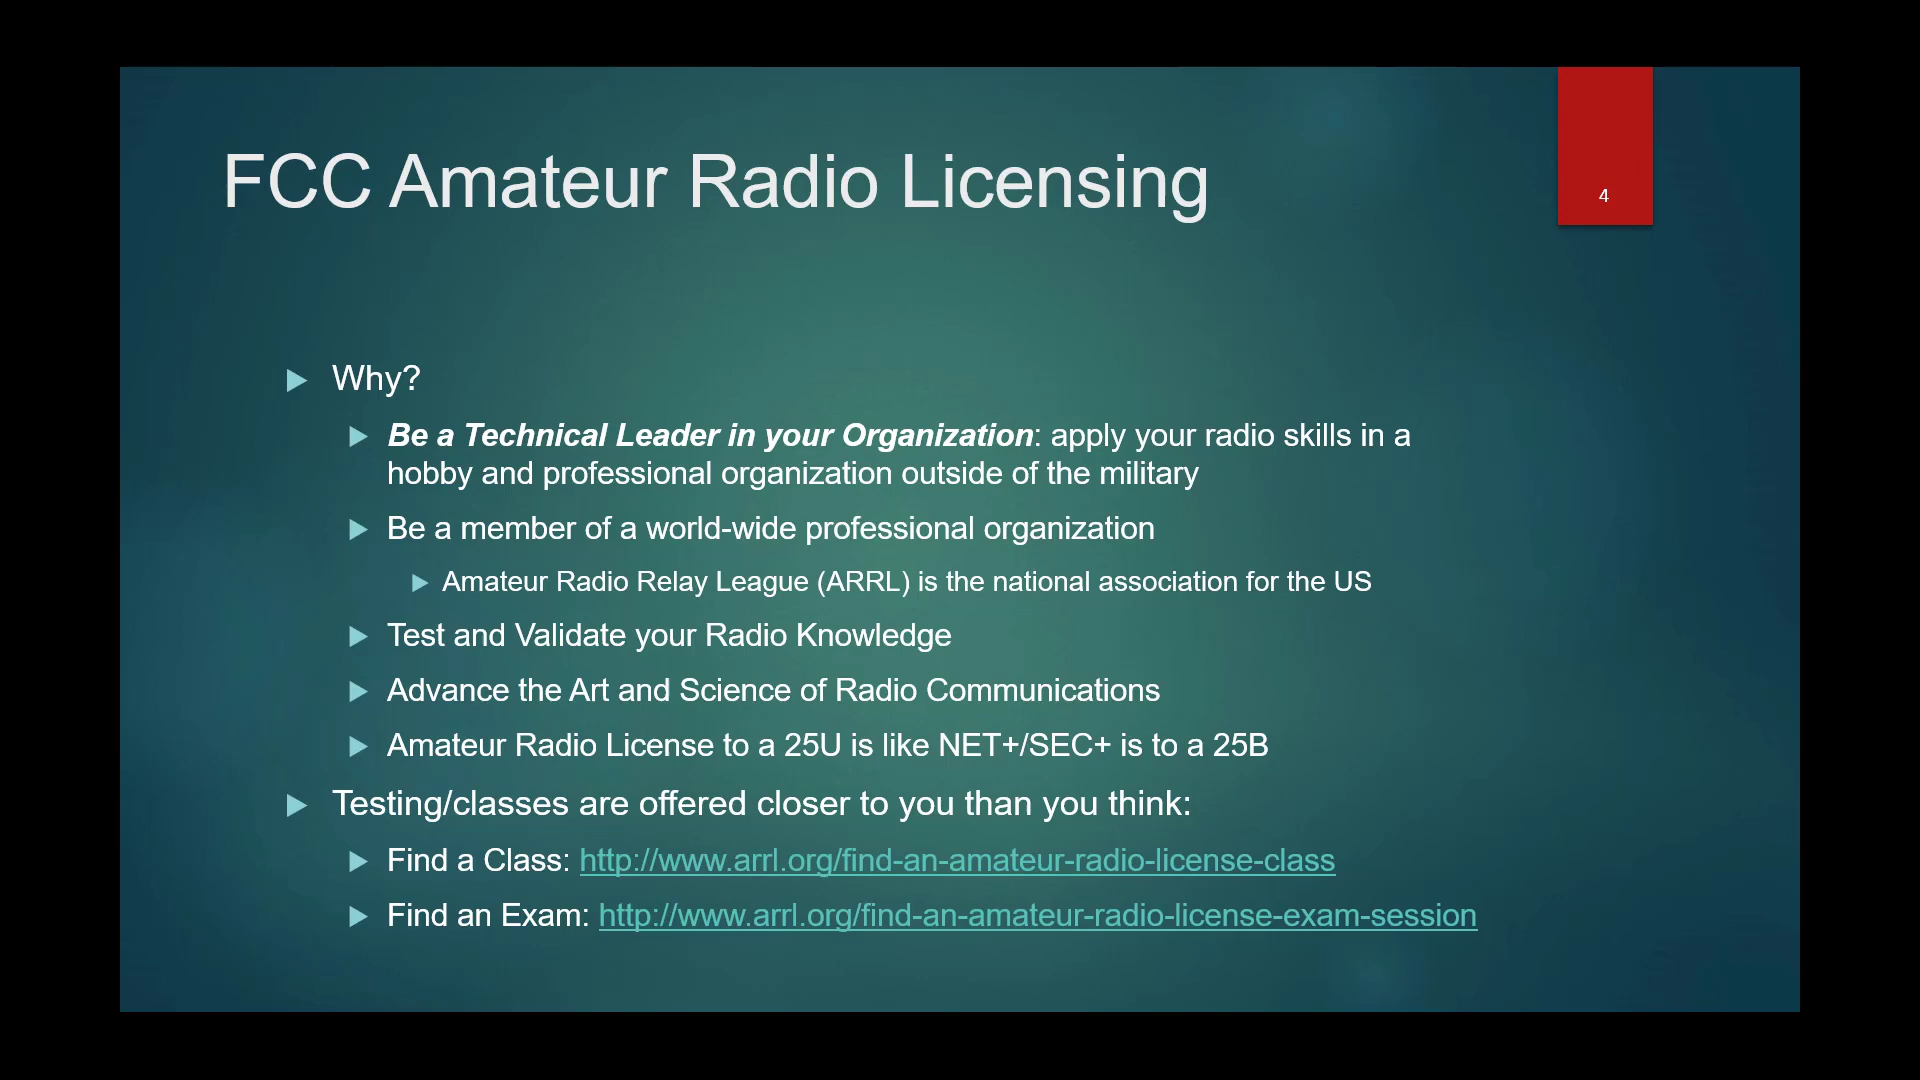 FCC Amateur Radio Licensing
4
Why?
Be a Technical Leader in your Organization: apply your radio skills in a
hobby and professional organization outside of the military
Be a member of a world-wide professional organization
Amateur Radio Relay League (ARRL) is the national association for the US
Test and Validate your Radio Knowledge
Advance the Art and Science of Radio Communications
Amateur Radio License to a 25U is like NET+/SEC+ is to a 25B
Testing/classes are offered closer to you than you think:
Find a Class: http://www.arrl.org/find-an-amateur-radio-license-class
Find an Exam: http://www.arrl.org/find-an-amateur-radio-license-exam-session